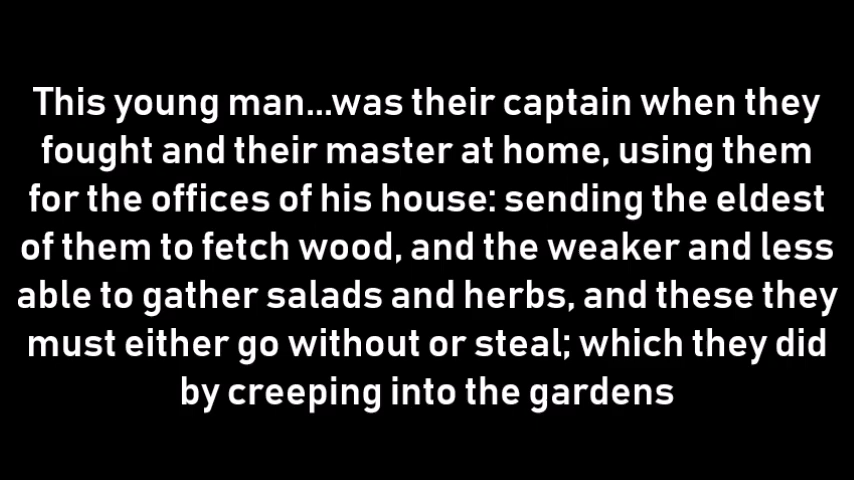 This young man...was their captain when they
fought and their master at home, using them
for the offices of his house: sending the eldest
of them to fetch wood, and the weaker and less
able to gather salads and herbs, and these they
must either go without or steal; which they did
by creeping into the gardens